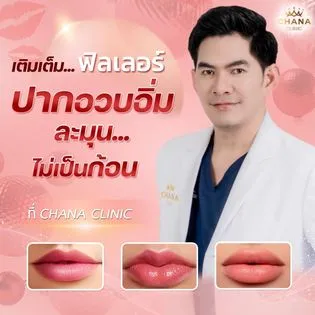 CHANA
CLINIC
เติมเต็ม... ฟิลเลอร์
ปากอวบอิ่ม
ละมุน...
ไม่เป็นก้อน
ที่ CHANA CLINIC